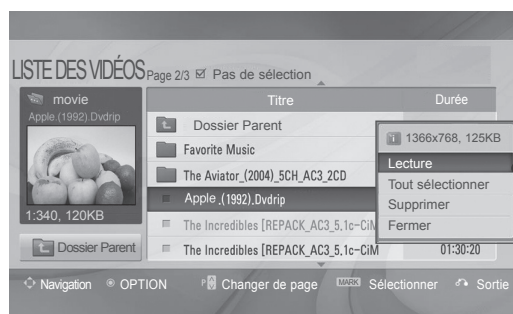 LISTE DES VIDÉOS Page 2/3 Pas de sélection
movie
Apple.(1992).Dvdrip
1:340, 120KB
Dossier Parent
Titre Durée
Dossier Parent
Favorite Music
The Aviator_(2004)_5CH_AC3_2CD
Apple .(1992).Dvdrip
The Incredibles [REPACK_AC3_5.1c~CiM
The Incredibles [REPACK_AC3_5.1c~CiM 01:30:20
1366x768, 125KB
Lecture
Tout sélectionner
Supprimer
Fermer
Navigation OPTION P Changer de page MARK Sélectionner Sortie